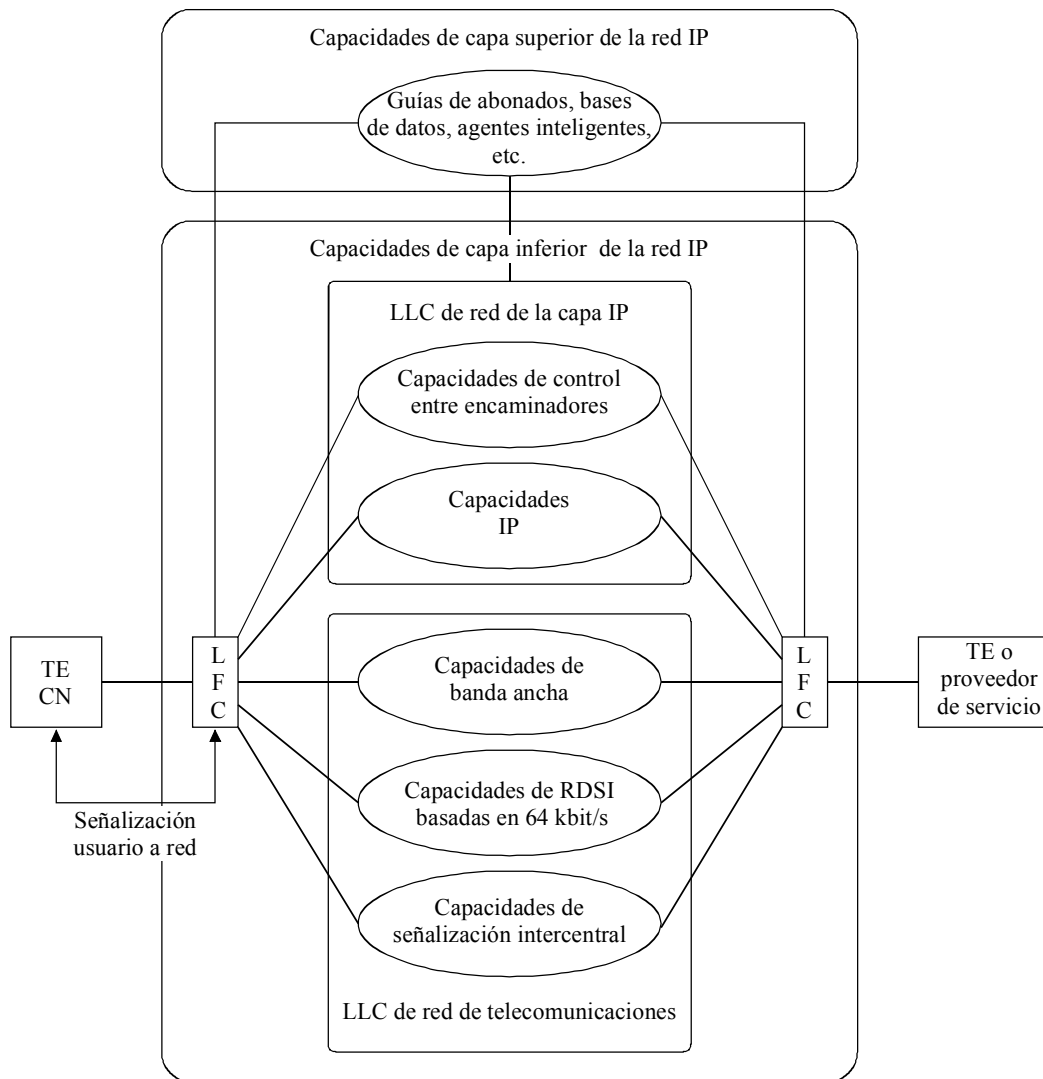 Capacidades de capa superior de la red IP
Guías de abonados, bases
de datos, agentes inteligentes,
etc.
Capacidades de capa inferior de la red IP
LLC de red de la capa IP
Capacidades de control
entre encaminadores
Capacidades
IP
TE
CN
L
F
C
Capacidades de
banda ancha
L
F
C
TE o
proveedor
de servicio
Señalización
usuario a red
Capacidades de RDSI
basadas en 64 kbit/s
Capacidades de
señalización intercentral
LLC de red de telecomunicaciones